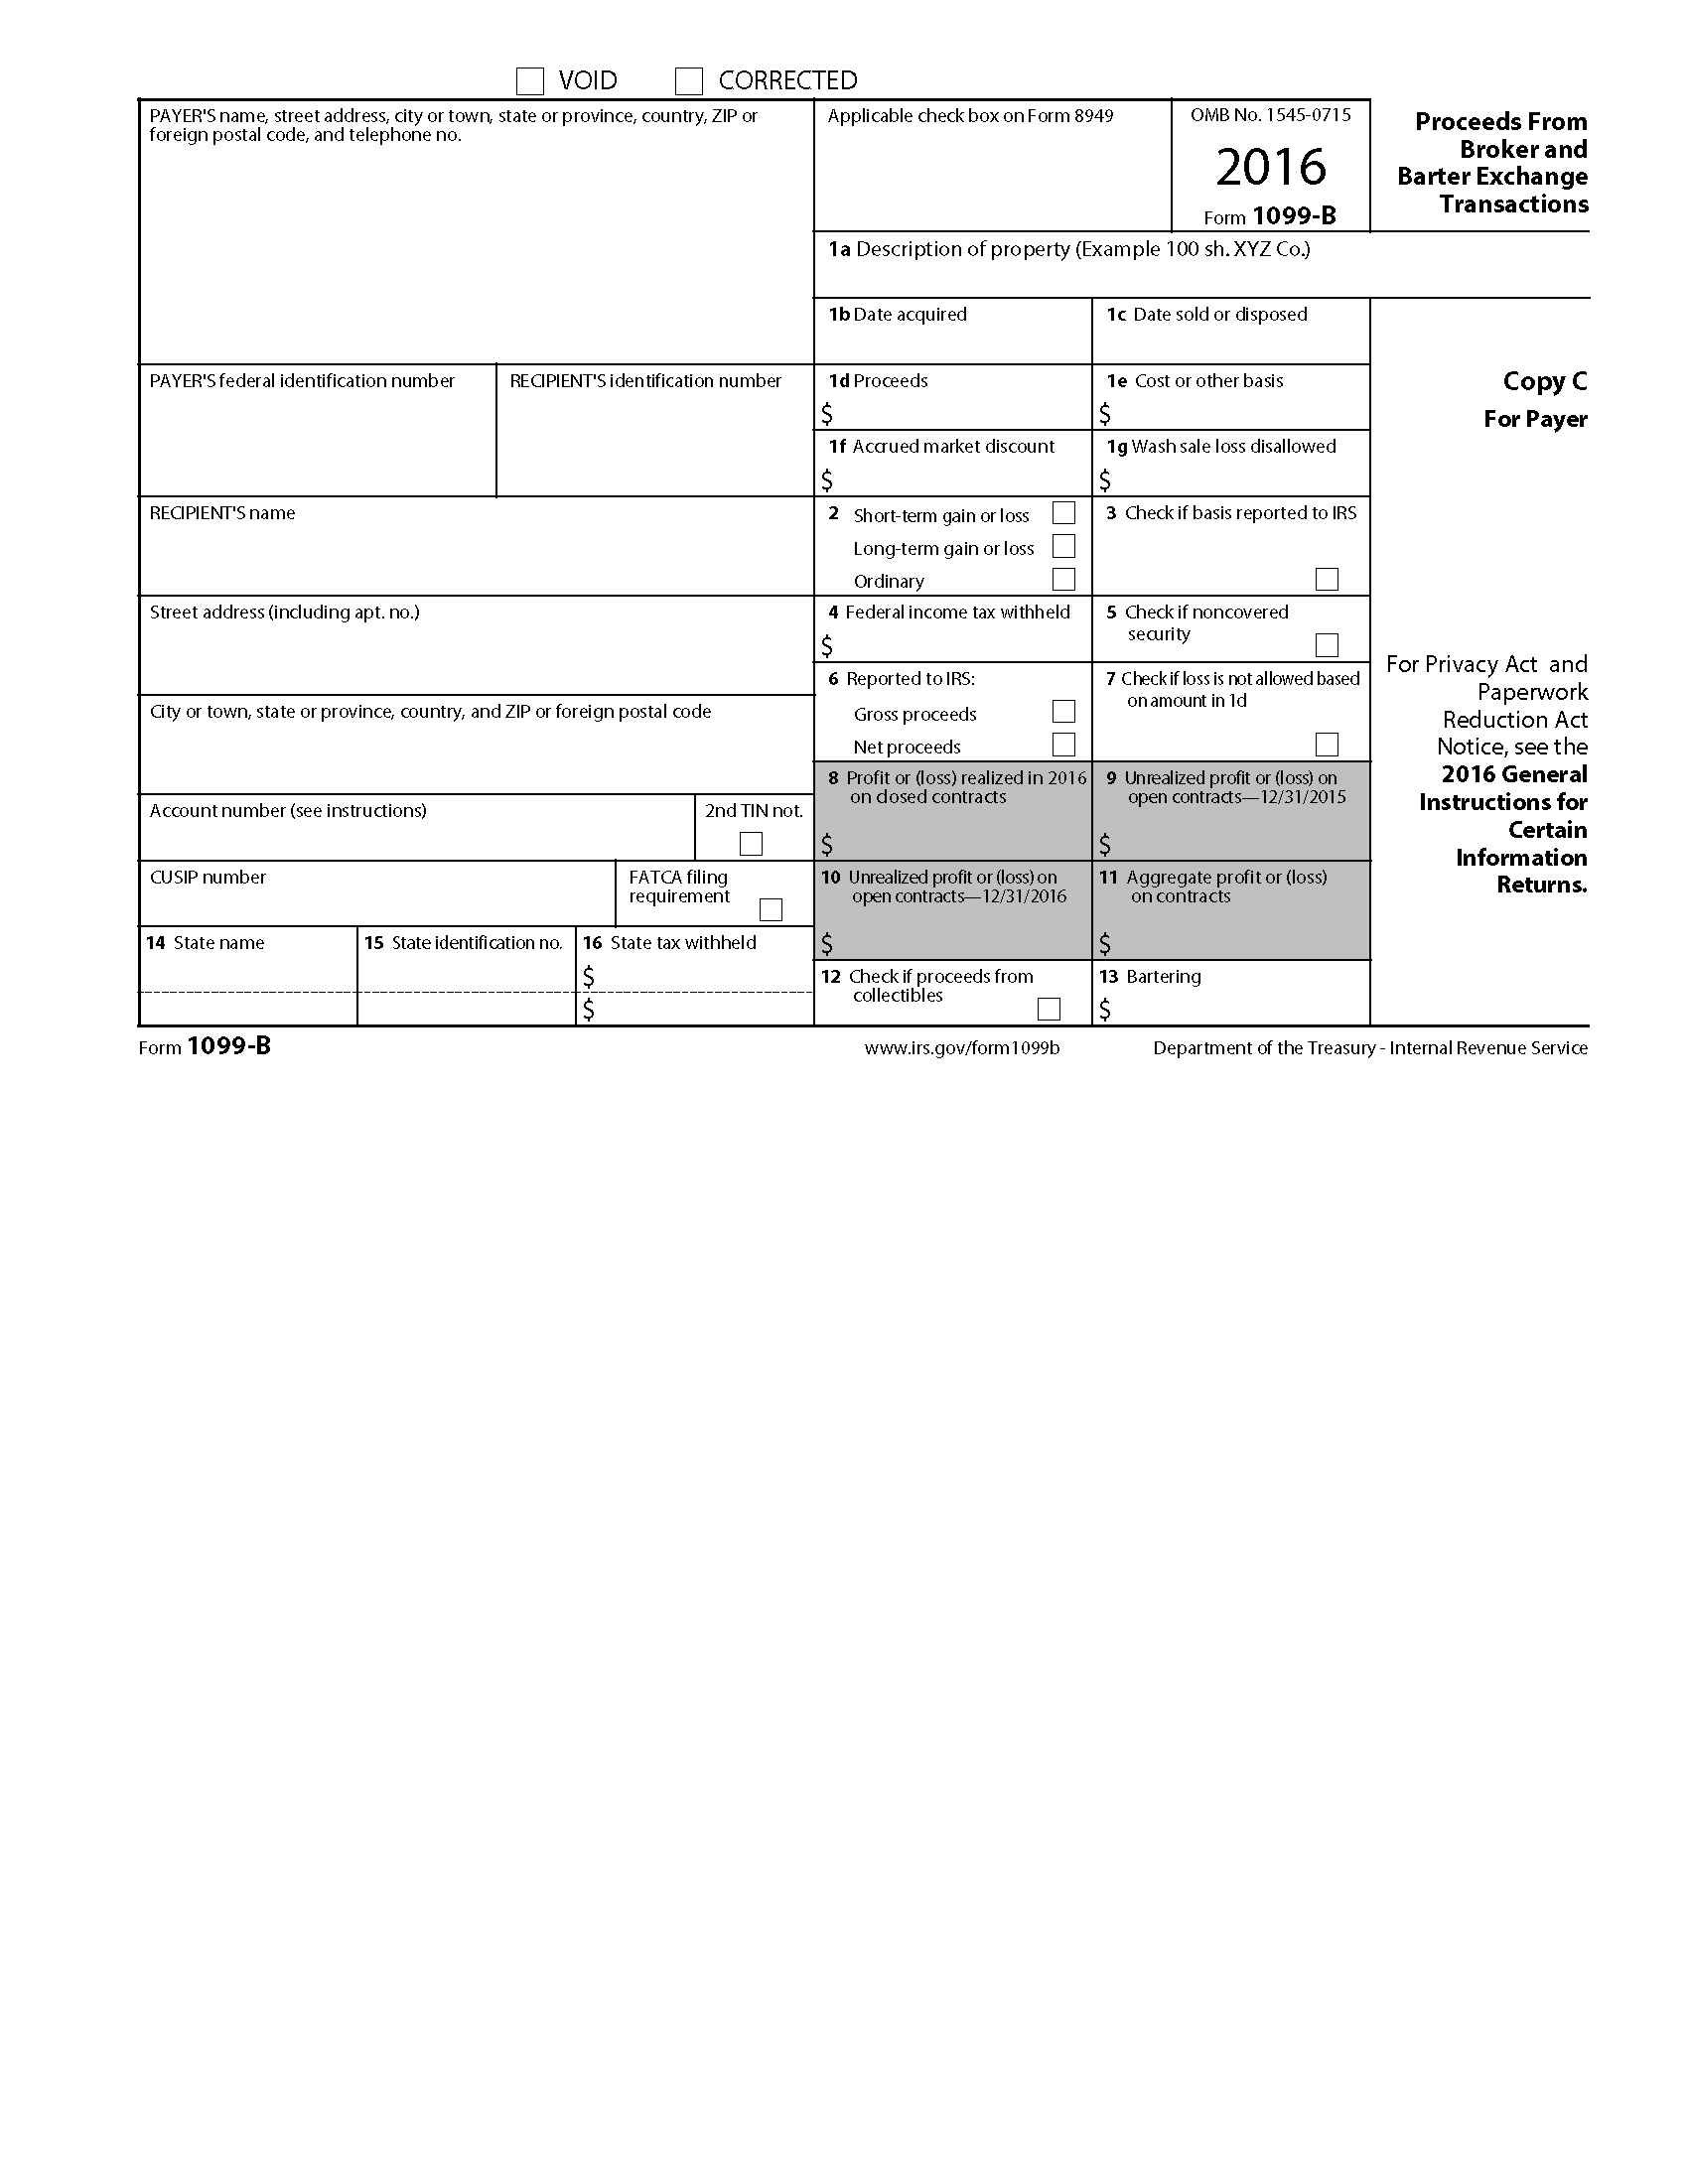 VOID CORRECTED
PAYER'S name, street address, city or town, state or province, country, ZIP or
foreign postal code, and telephone no.
Applicable check box on Form 8949
OMB No. 1545-0715
2016
Form 1099-B
Proceeds From
Broker and
Barter Exchange
Transactions
1a Description of property (Example 100 sh. XYZ Co.)
1b Date acquired
1c Date sold or disposed
PAYER'S federal identification number
RECIPIENT'S identification number
1d Proceeds
$
1e Cost or other basis
$
Copy C
For Payer
1f Accrued market discount
$
1g Wash sale loss disallowed
$
RECIPIENT'S name
2 Short-term gain or loss
Long-term gain or loss
Ordinary
3 Check if basis reported to IRS
Street address (including apt. no.)
4 Federal income tax withheld
$
5 Check if noncovered
security
6 Reported to IRS:
Gross proceeds
Net proceeds
7 Check if loss is not allowed based
on amount in 1d
For Privacy Act and
Paperwork
Reduction Act
Notice, see the
2016 General
Instructions for
Certain
Information
Returns.
City or town, state or province, country, and ZIP or foreign postal code
8 Profit or (loss) realized in 2016
on closed contracts
$
9 Unrealized profit or (loss) on
open contracts—12/31/2015
$
Account number (see instructions)
2nd TIN not.
CUSIP number
FATCA filing
requirement
10 Unrealized profit or (loss) on
open contracts—12/31/2016
$
11 Aggregate profit or (loss)
on contracts
$
14 State name
15 State identification no.
16 State tax withheld
$
$
12 Check if proceeds from
collectibles
13 Bartering
$
Form 1099-B
www.irs.gov/form1099b
Department of the Treasury - Internal Revenue Service